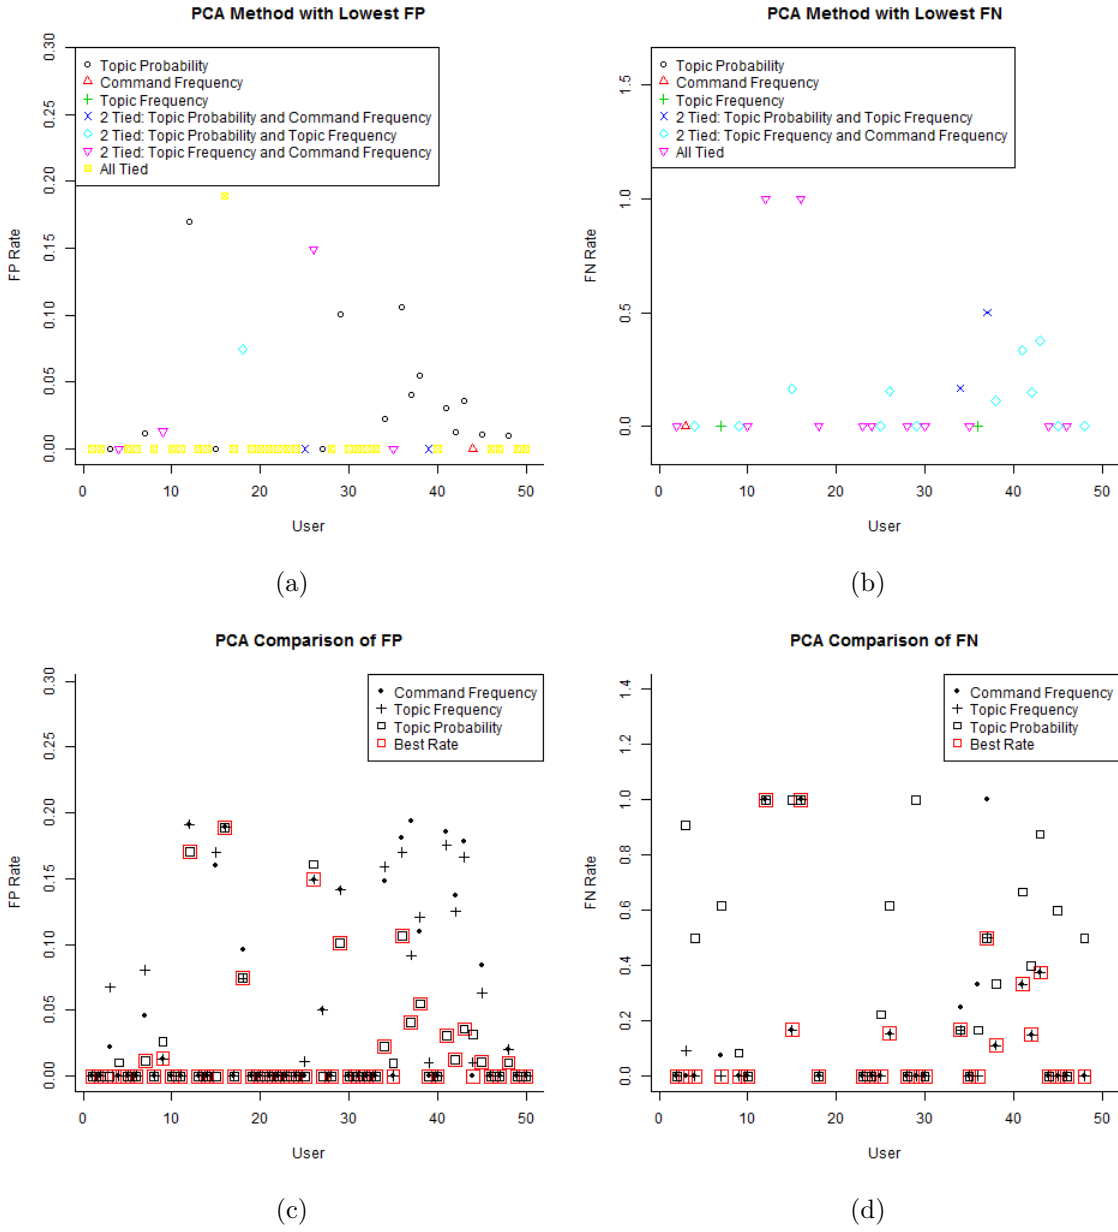 PCA Method with Lowest FP
0.30
0.25
0.20
0.15
0.10
0.05
0.00
FP Rate
Topic Probability
Command Frequency
Topic Frequency
2 Tied: Topic Probability and Command Frequency
2 Tied: Topic Probability and Topic Frequency
2 Tied: Topic Frequency and Command Frequency
All Tied
0 10 20 30 40 50
User
(a)
PCA Method with Lowest FN
1.5
1.0
0.5
0.0
FN Rate
Topic Probability
Command Frequency
Topic Frequency
2 Tied: Topic Probability and Topic Frequency
2 Tied: Topic Frequency and Command Frequency
All Tied
0 10 20 30 40 50
User
(b)
PCA Comparison of FP
0.30
0.25
0.20
0.15
0.10
0.05
0.00
FP Rate
Command Frequency
Topic Frequency
Topic Probability
Best Rate
0 10 20 30 40 50
User
(c)
PCA Comparison of FN
1.4
1.2
1.0
0.8
0.6
0.4
0.2
0.0
FN Rate
Command Frequency
Topic Frequency
Topic Probability
Best Rate
0 10 20 30 40 50
User
(d)